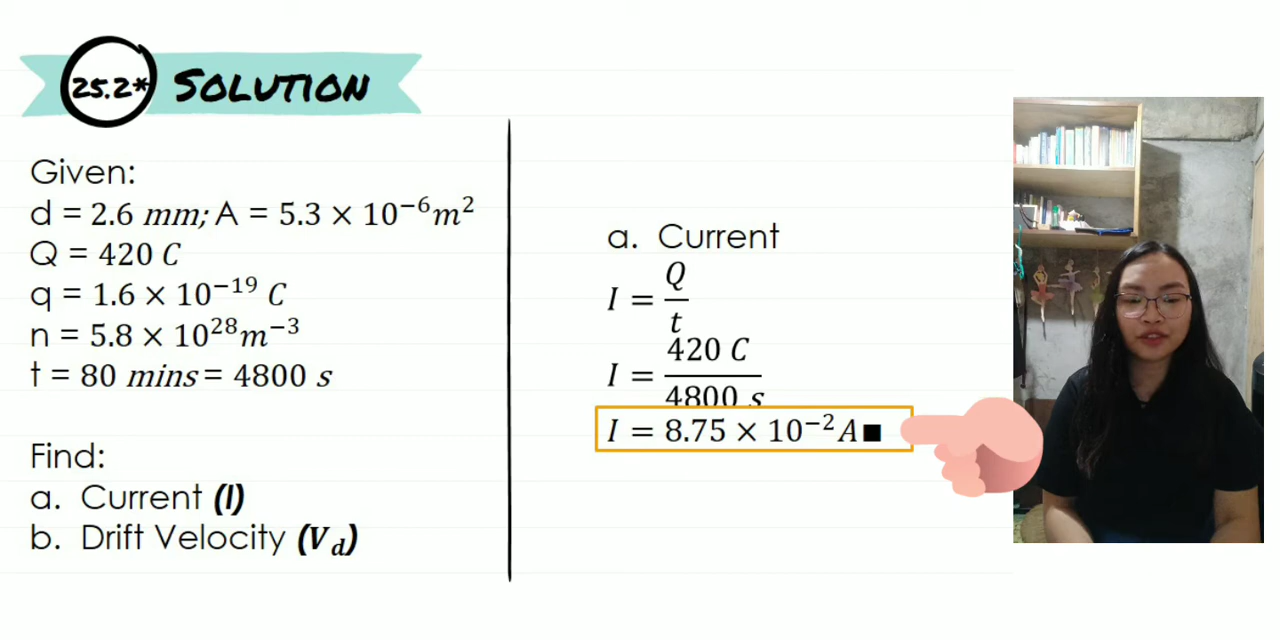 25.2* SOLUTION
Given:
d = 2.6 mm; A = 5.3 × 10⁻⁶m²
Q = 420 C
q = 1.6 × 10⁻¹⁹ C
n = 5.8 × 10²⁸m⁻³
t = 80 mins = 4800 s
Find:
a. Current (I)
b. Drift Velocity (V_d)
a. Current
I = Q/t
I = 420 C/4800 s
I = 8.75 × 10⁻² A■